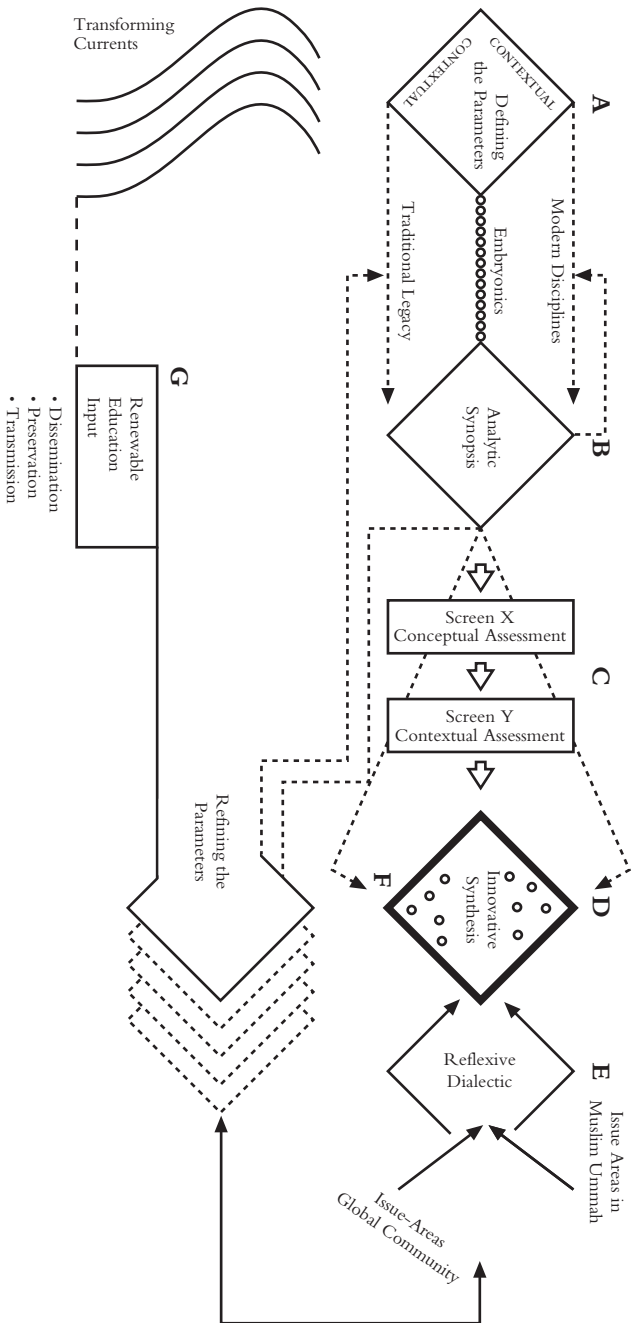 A
CONTEXTUAL
CONTEXTUAL
Defining
the Parameters
Modern Disciplines
Embryonics
Traditional Legacy
B
Analytic
Synopsis
C
Screen X
Conceptual Assessment
Screen Y
Contextual Assessment
D
Innovative
Synthesis
F
E
Reflexive
Dialectic
Issue Areas in
Muslim Ummah
Issue-Areas
Global Community
Refining the
Parameters
G
Renewable
Education
Input
• Dissemination
• Preservation
• Transmission
Transforming
Currents